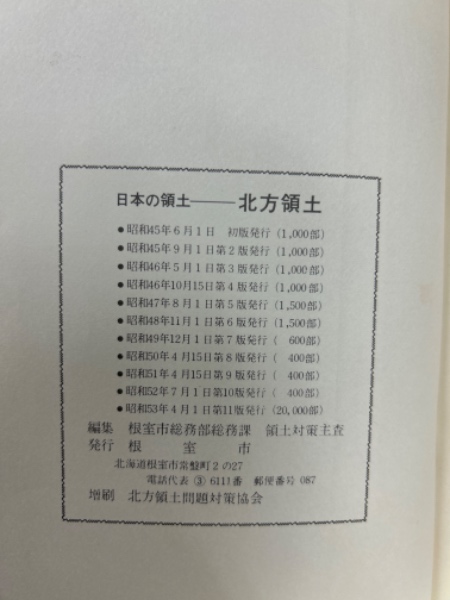 日本の領土――北方領土
●昭和45年6月1日　初版発行（1,000部）
●昭和45年9月1日第2版発行（1,000部）
●昭和46年5月1日第3版発行（1,000部）
●昭和46年10月15日第4版発行（1,000部）
●昭和47年8月1日第5版発行（1,500部）
●昭和48年11月1日第6版発行（1,500部）
●昭和49年12月1日第7版発行（　600部）
●昭和50年4月15日第8版発行（　400部）
●昭和51年4月15日第9版発行（　400部）
●昭和52年7月1日第10版発行（　400部）
●昭和53年4月1日第11版発行（20,000部）
編集　根室市総務部総務課　領土対策主査
発行　根　室　市
北海道根室市常盤町2の27
電話代表③6111番　郵便番号 087
増刷　北方領土問題対策協会